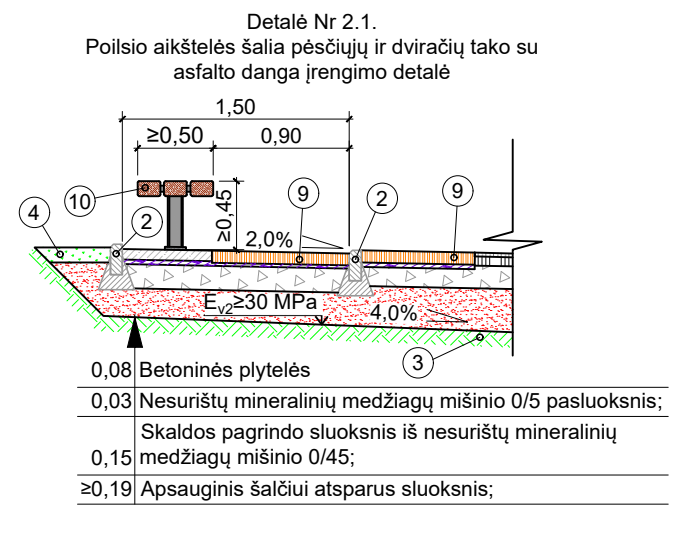 Detalė Nr 2.1.
Poilsio aikštelės šalia pėsčiųjų ir dviračių tako su
asfalto danga įrengimo detalė
1,50
≥0,50
0,90
10
≥0,45
9
2
9
4
2
2,0%
E_v2≥30 MPa
4,0%
3
0,08 Betoninės plytelės
0,03 Nesurištų mineralinių medžiagų mišinio 0/5 pasluoksnis;
Skaldos pagrindo sluoksnis iš nesurištų mineralinių
0,15 medžiagų mišinio 0/45;
≥0,19 Apsauginis šalčiui atsparus sluoksnis;